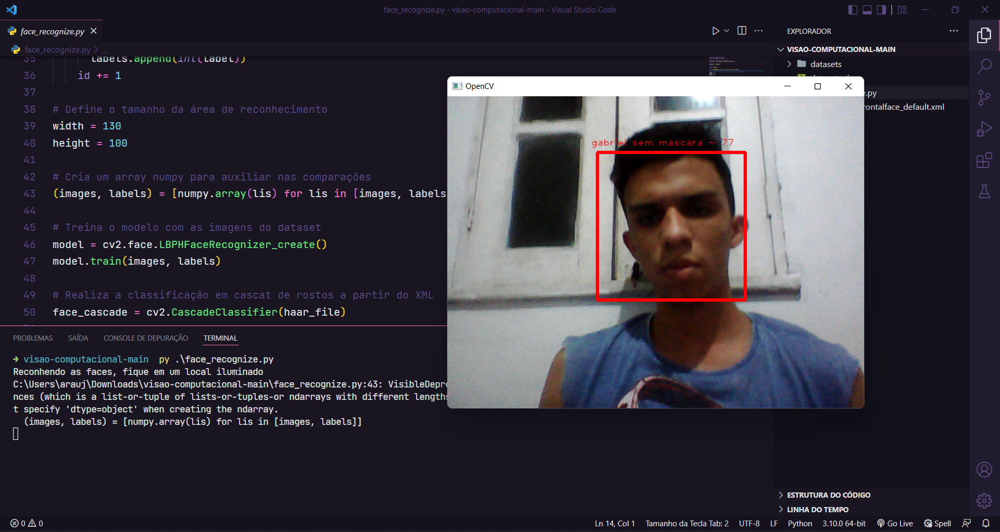 face_recognize.py - visao-computacional-main - Visual Studio Code
face_recognize.py
face_recognize.py > ...
35 labels.append(int(label))
36 id += 1
37
38 # Define o tamanho da área de reconhecimento
39 width = 130
40 height = 100
41
42 # Cria um array numpy para auxiliar nas comparações
43 (images, labels) = [numpy.array(lis) for lis in [images, labels
44
45 # Treina o modelo com as imagens do dataset
46 model = cv2.face.LBPHFaceRecognizer_create()
47 model.train(images, labels)
48
49 # Realiza a classificação em cascat de rostos a partir do XML
50 face_cascade = cv2.CascadeClassifier(haar_file)
PROBLEMAS SAÍDA CONSOLE DE DEPURAÇÃO TERMINAL
→ visao-computacional-main py .\face_recognize.py
Reconhendo as faces, fique em um local iluminado
C:\Users\arauj\Downloads\visao-computacional-main\face_recognize.py:43: VisibleDepre
nces (which is a list-or-tuple of lists-or-tuples-or ndarrays with different lengths
t specify 'dtype=object' when creating the ndarray.
(images, labels) = [numpy.array(lis) for lis in [images, labels]]
OpenCV
gabriel sem mascara - 77
EXPLORADOR
VISAO-COMPUTACIONAL-MAIN
datasets
e.py
rontalface_default.xml
ESTRUTURA DO CÓDIGO
LINHA DO TEMPO
0 0 Ln 14, Col 1 Tamanho da Tecla Tab: 2 UTF-8 LF Python 3.10.0 64-bit Go Live Spell